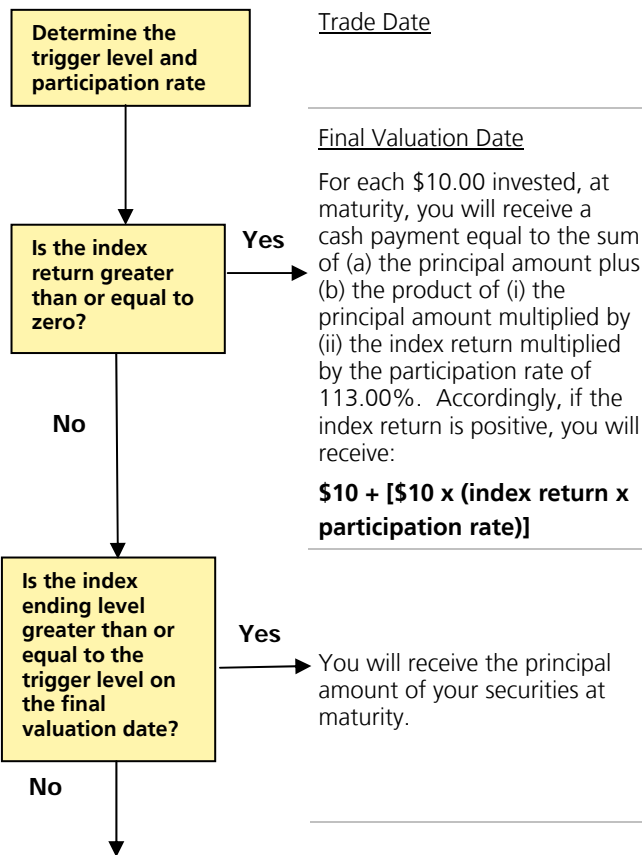 Determine the
trigger level and
participation rate
Trade Date
Final Valuation Date
Is the index
return greater
than or equal to
zero?
Yes
For each $10.00 invested, at
maturity, you will receive a
cash payment equal to the sum
of (a) the principal amount plus
(b) the product of (i) the
principal amount multiplied by
(ii) the index return multiplied
by the participation rate of
113.00%.  Accordingly, if the
index return is positive, you will
receive:
$10 + [$10 x (index return x
participation rate)]
No
Is the index
ending level
greater than or
equal to the
trigger level on
the final
valuation date?
Yes
You will receive the principal
amount of your securities at
maturity.
No